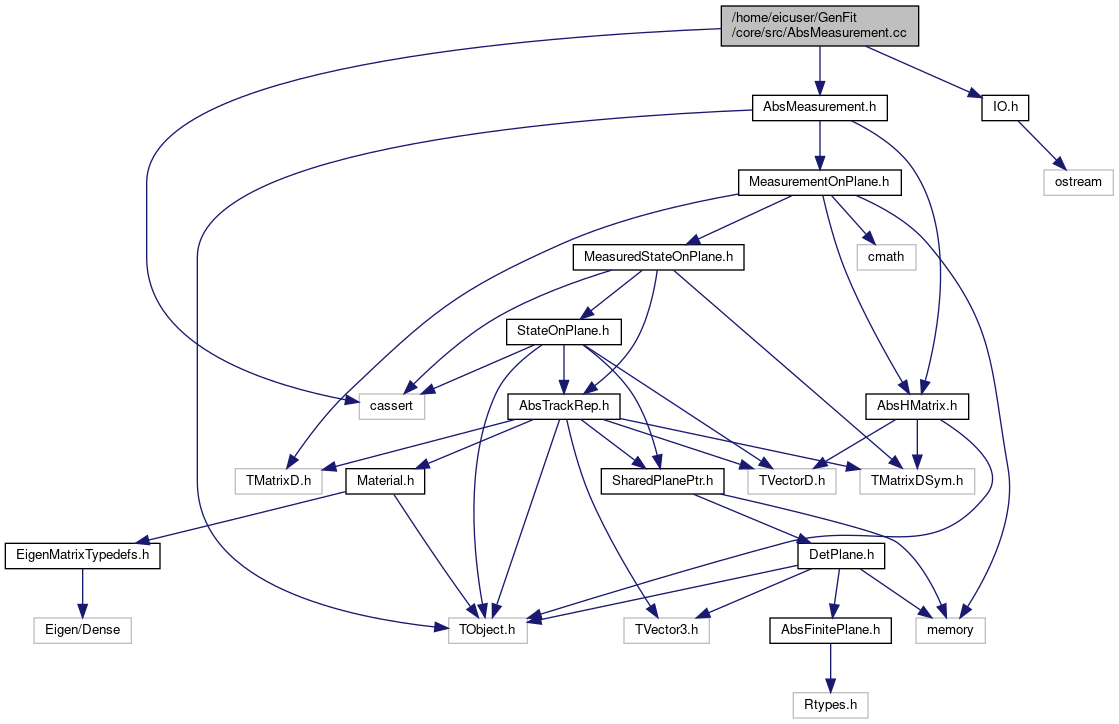 /home/eicuser/GenFit
/core/src/AbsMeasurement.cc
AbsMeasurement.h
IO.h
MeasurementOnPlane.h
ostream
MeasuredStateOnPlane.h
cmath
StateOnPlane.h
cassert
AbsTrackRep.h
AbsHMatrix.h
TMatrixD.h
Material.h
SharedPlanePtr.h
TVectorD.h
TMatrixDSym.h
EigenMatrixTypedefs.h
DetPlane.h
Eigen/Dense
TObject.h
TVector3.h
AbsFinitePlane.h
memory
Rtypes.h